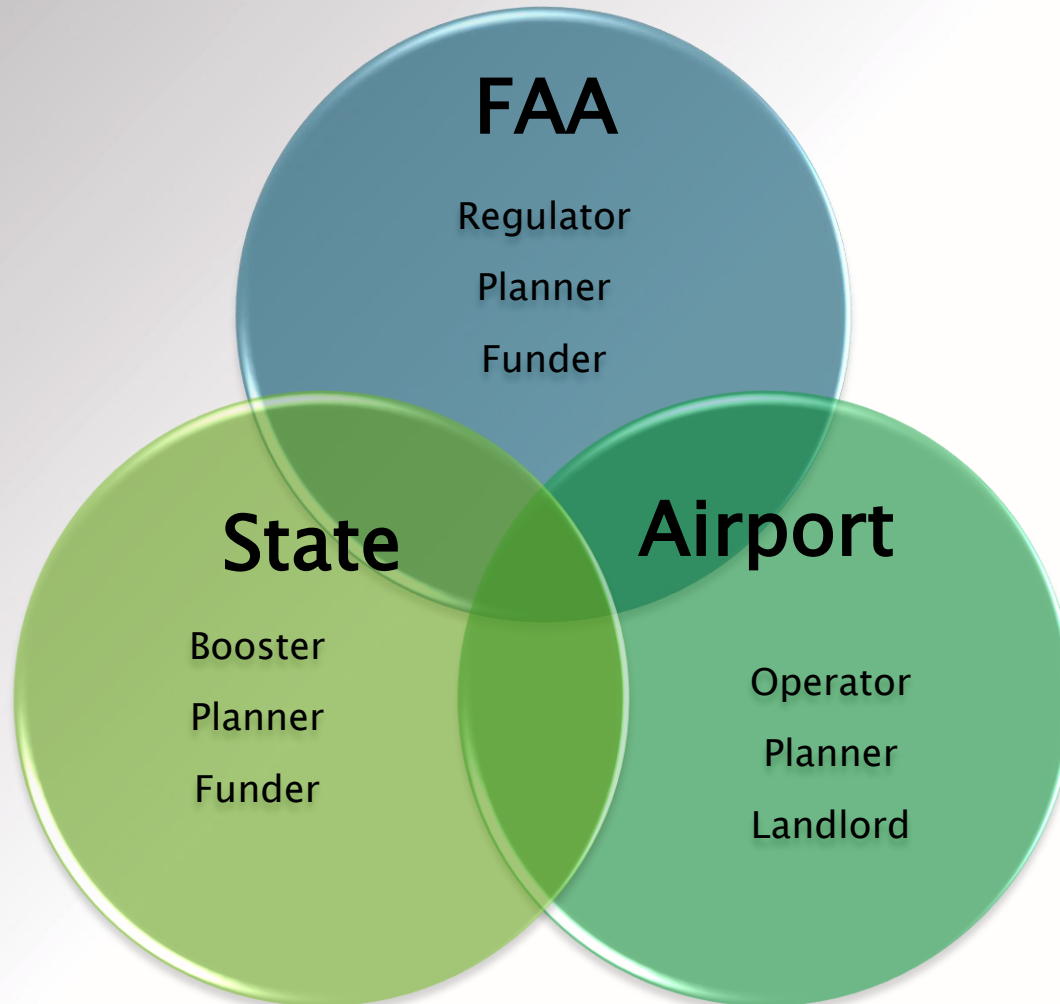 FAA
Regulator
Planner
Funder
State
Booster
Planner
Funder
Airport
Operator
Planner
Landlord